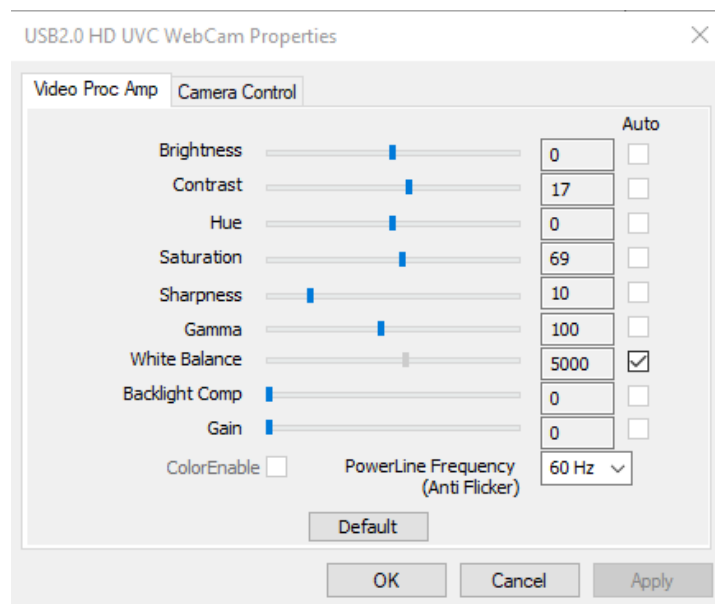 USB2.0 HD UVC WebCam Properties
Video Proc Amp Camera Control
Auto
Brightness 0
Contrast 17
Hue 0
Saturation 69
Sharpness 10
Gamma 100
White Balance 5000
Backlight Comp 0
Gain 0
ColorEnable PowerLine Frequency 60 Hz
(Anti Flicker)
Default
OK Cancel Apply